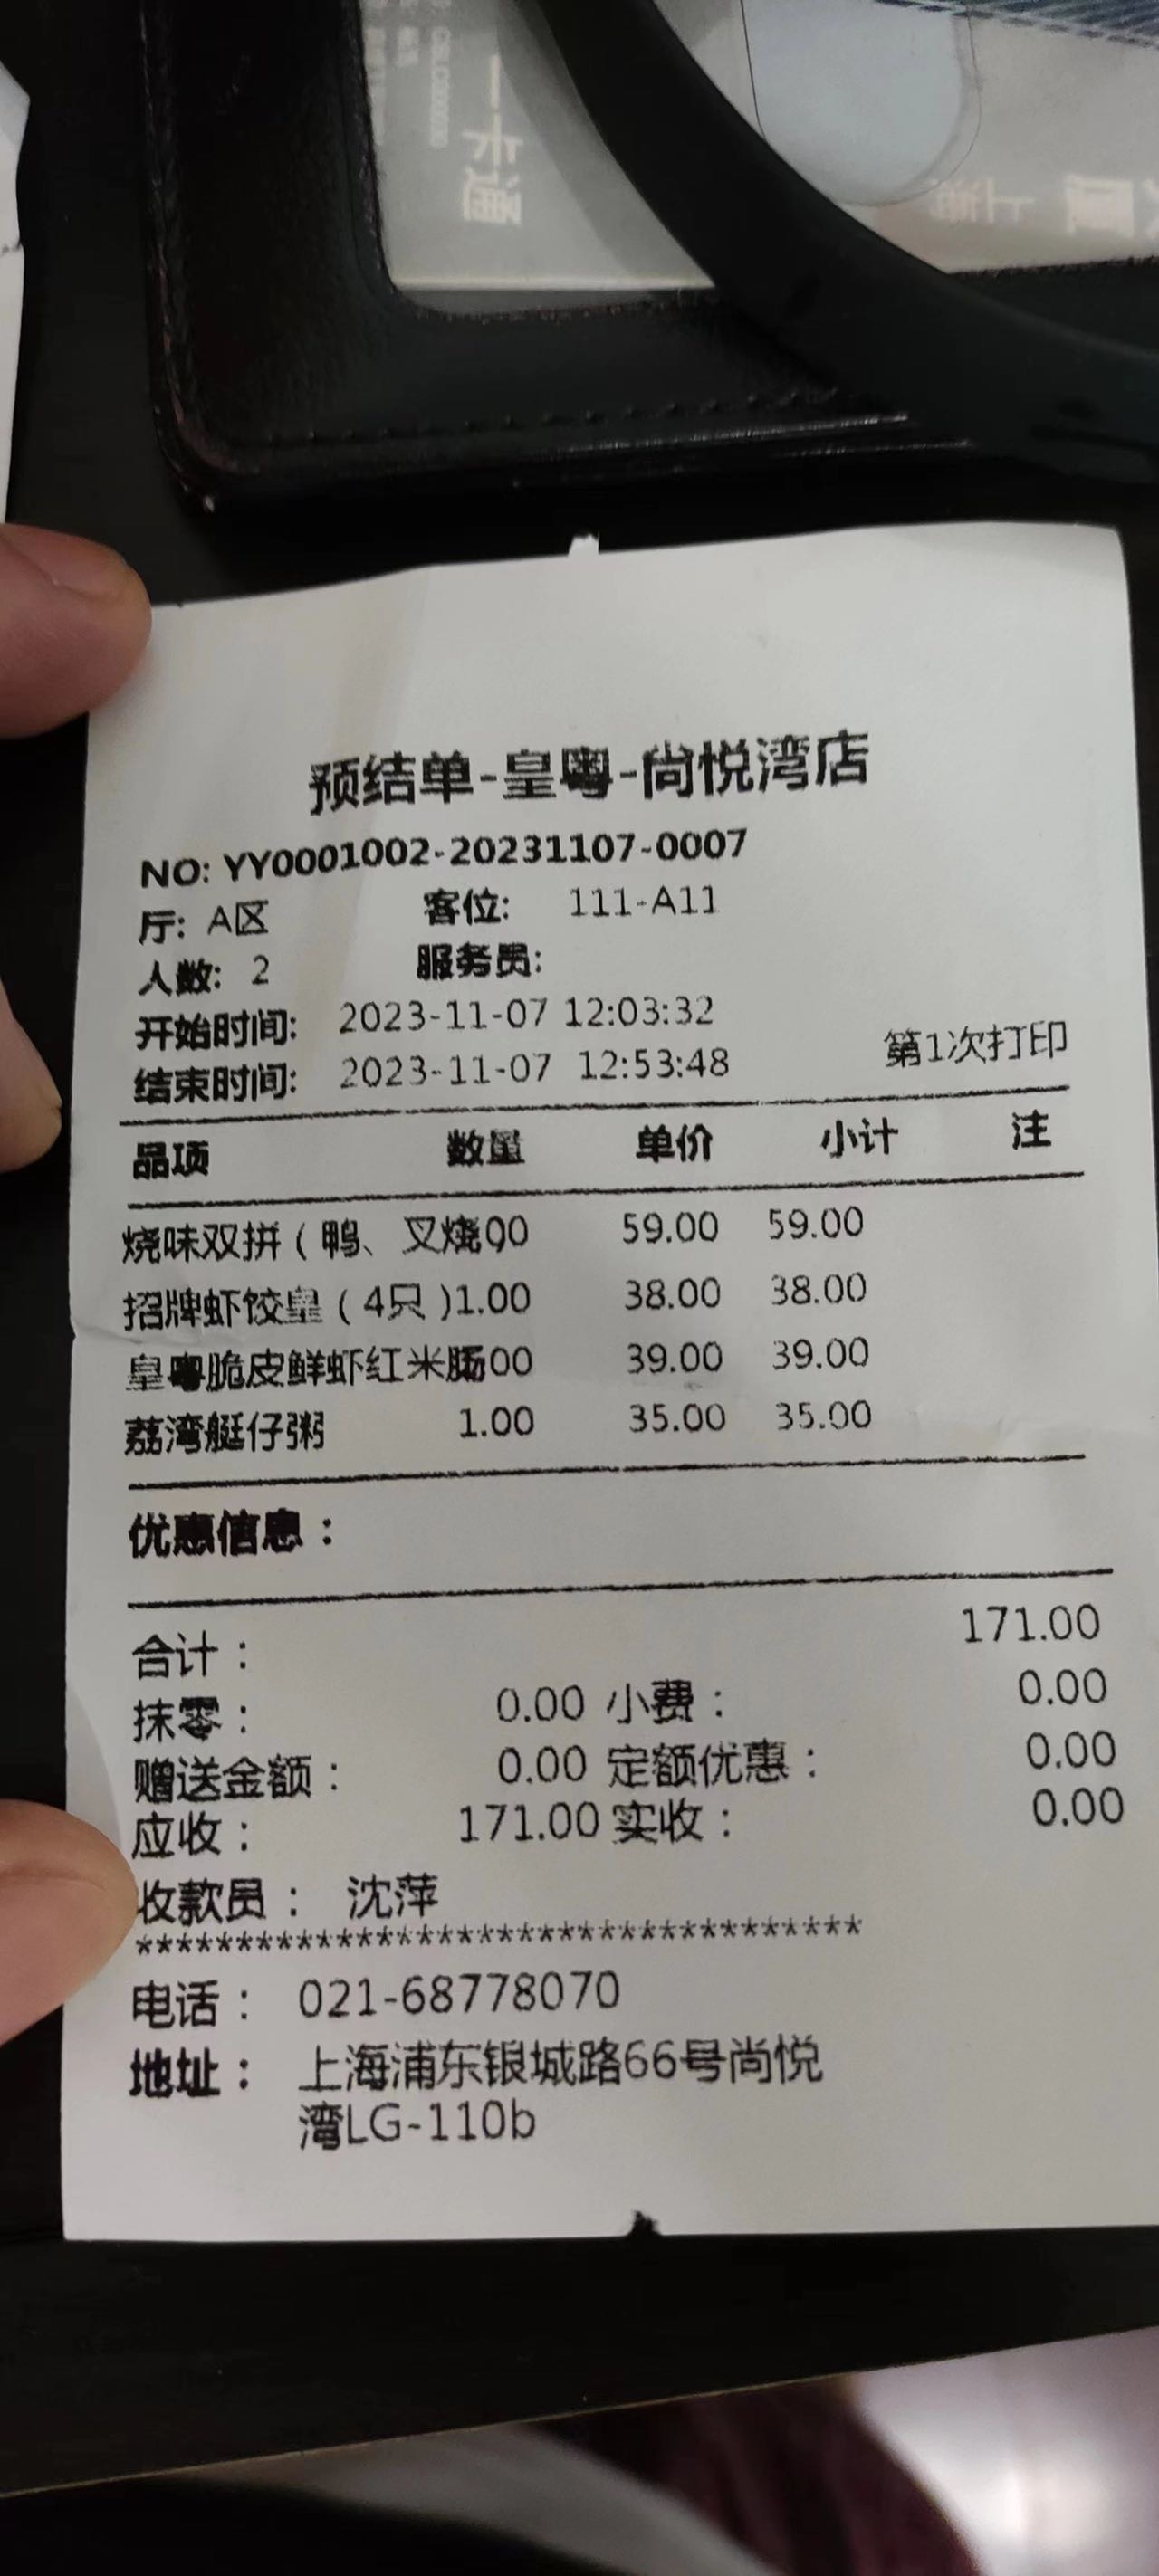 一卡通
上海
预结单-皇粤-尚悦湾店
NO: YY0001002-20231107-0007
厅: A区 客位: 111-A11
人数: 2 服务员:
开始时间: 2023-11-07 12:03:32
结束时间: 2023-11-07 12:53:48 第1次打印
品项 数量 单价 小计 注
烧味双拼（鸭、叉烧00 59.00 59.00
招牌虾饺皇（4只）1.00 38.00 38.00
皇粤脆皮鲜虾红米肠00 39.00 39.00
荔湾艇仔粥 1.00 35.00 35.00
优惠信息：
合计： 171.00
抹零： 0.00 小费： 0.00
赠送金额： 0.00 定额优惠： 0.00
应收： 171.00 实收： 0.00
收款员： 沈萍
************************************
电话： 021-68778070
地址： 上海浦东银城路66号尚悦
湾LG-110b